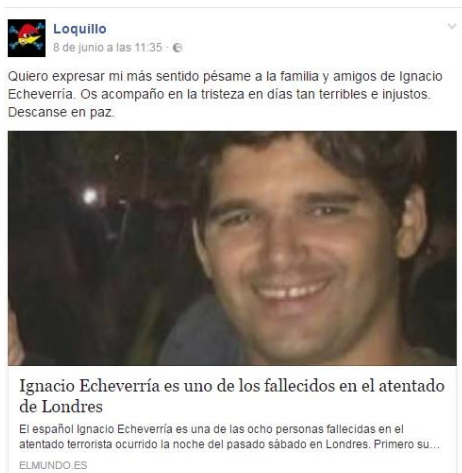 Loquillo
8 de junio a las 11:35 ·
Quiero expresar mi más sentido pésame a la familia y amigos de Ignacio
Echeverría. Os acompaño en la tristeza en días tan terribles e injustos.
Descanse en paz.
Ignacio Echeverría es uno de los fallecidos en el atentado
de Londres
El español Ignacio Echeverría es una de las ocho personas fallecidas en el
atentado terrorista ocurrido la noche del pasado sábado en Londres. Primero su...
ELMUNDO.ES